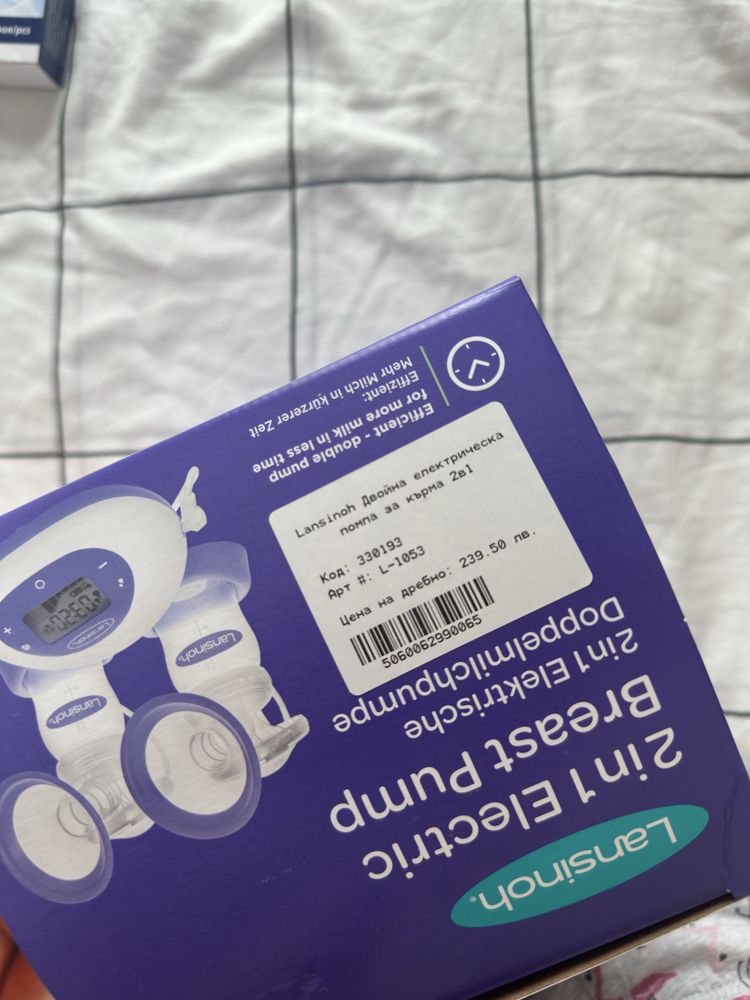 Lansinoh®
2in1 Electric
Breast Pump
2in1 Elektrische
Doppelmilchpumpe
Lansinoh Двойна електрическа
помпа за кърма 2в1
Код: 330193
Арт #: L-1053
Цена на дребно: 239.50 лв.
5060062990065
Efficient - double pump
for more milk in less time
Effizient:
Mehr Milch in kürzerer Zeit
Lansinoh
Lansinoh
Lansinoh